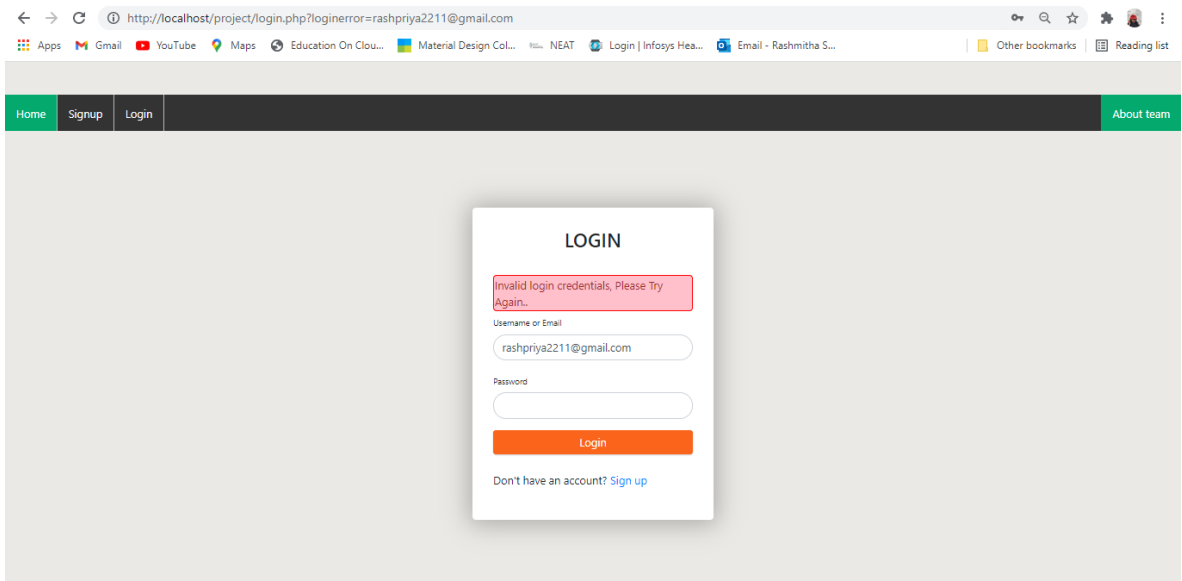 http://localhost/project/login.php?loginerror=rashpriya2211@gmail.com
Apps Gmail YouTube Maps Education On Clou... Material Design Col... NEAT Login | Infosys Hea... Email - Rashmitha S... Other bookmarks Reading list
Home Signup Login About team
LOGIN
Invalid login credentials, Please Try
Again..
Username or Email
rashpriya2211@gmail.com
Password
Login
Don't have an account? Sign up